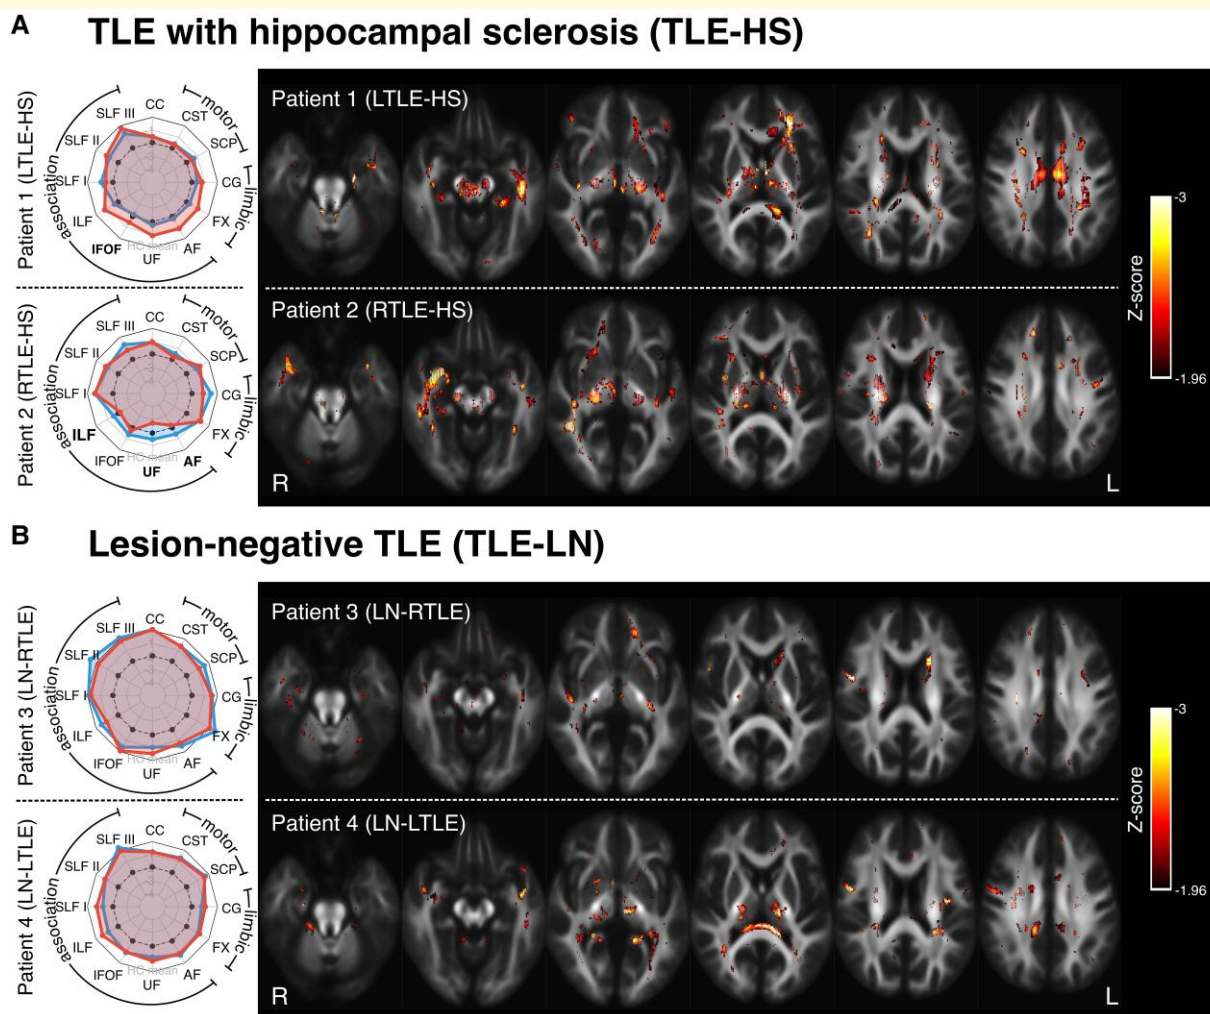 A
TLE with hippocampal sclerosis (TLE-HS)
Patient 1 (LTLE-HS)
CC
CST
SCP
CG
FX
AF
UF
IFOF
ILF
SLF I
SLF II
SLF III
motor
limbic
association
HC mean
Patient 1 (LTLE-HS)
Patient 2 (RTLE-HS)
CC
CST
SCP
CG
FX
AF
UF
IFOF
ILF
SLF I
SLF II
SLF III
motor
limbic
association
HC mean
Patient 2 (RTLE-HS)
R
L
Z-score
-3
-1.96
B
Lesion-negative TLE (TLE-LN)
Patient 3 (LN-RTLE)
CC
CST
SCP
CG
FX
AF
UF
IFOF
ILF
SLF I
SLF II
SLF III
motor
limbic
association
HC mean
Patient 3 (LN-RTLE)
Patient 4 (LN-LTLE)
CC
CST
SCP
CG
FX
AF
UF
IFOF
ILF
SLF I
SLF II
SLF III
motor
limbic
association
HC mean
Patient 4 (LN-LTLE)
R
L
Z-score
-3
-1.96